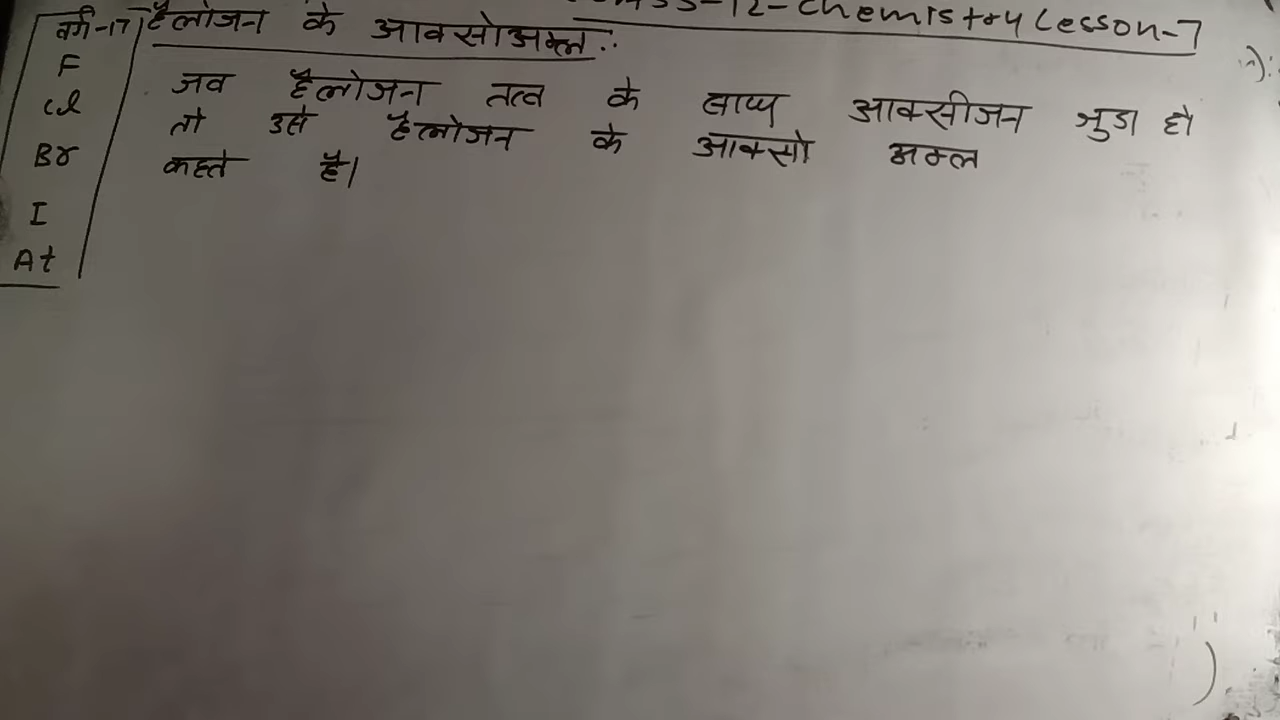 -12-Chemistry Lesson-7
वर्ग-17 हैलोजन के आक्सोअम्ल:
F
Cl
Br
I
At
जब हैलोजन तत्व के साथ आक्सीजन जुडा हो
तो उसे हैलोजन के आक्सो अम्ल
कहते है।